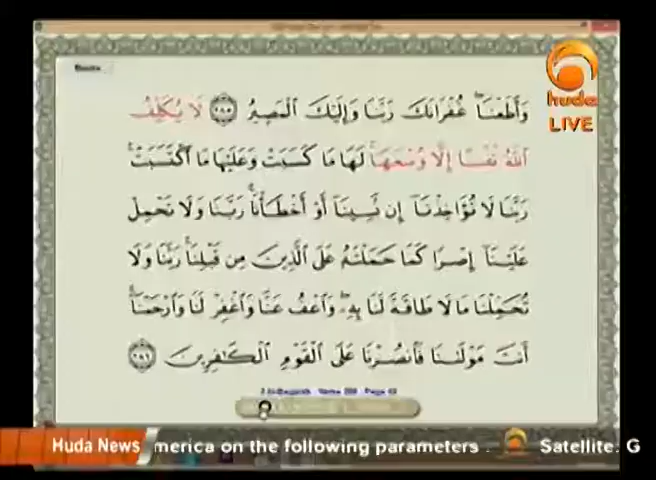 huda
LIVE
وَأَطَعْنَا ۖ غُفْرَانَكَ رَبَّنَا وَإِلَيْكَ الْمَصِيرُ ٢٨٥ لَا يُكَلِّفُ
اللَّهُ نَفْسًا إِلَّا وُسْعَهَا ۚ لَهَا مَا كَسَبَتْ وَعَلَيْهَا مَا اكْتَسَبَتْ ۗ
رَبَّنَا لَا تُؤَاخِذْنَا إِن نَّسِينَا أَوْ أَخْطَأْنَا ۚ رَبَّنَا وَلَا تَحْمِلْ
عَلَيْنَا إِصْرًا كَمَا حَمَلْتَهُ عَلَى الَّذِينَ مِن قَبْلِنَا ۚ رَبَّنَا وَلَا
تُحَمِّلْنَا مَا لَا طَاقَةَ لَنَا بِهِ ۖ وَاعْفُ عَنَّا وَاغْفِرْ لَنَا وَارْحَمْنَا ۚ
أَنتَ مَوْلَانَا فَانصُرْنَا عَلَى الْقَوْمِ الْكَافِرِينَ ٢٨٦
Huda News merica on the following parameters : Satellite: G